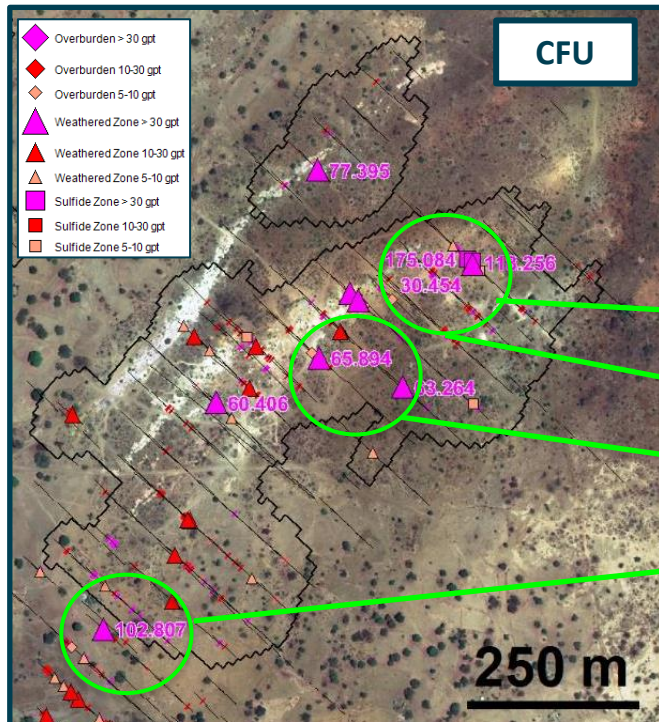 Overburden > 30 gpt
Overburden 10-30 gpt
Overburden 5-10 gpt
Weathered Zone > 30 gpt
Weathered Zone 10-30 gpt
Weathered Zone 5-10 gpt
Sulfide Zone > 30 gpt
Sulfide Zone 10-30 gpt
Sulfide Zone 5-10 gpt
CFU
77.395
175.084
30.454
65.894
60.406
102.807
250 m